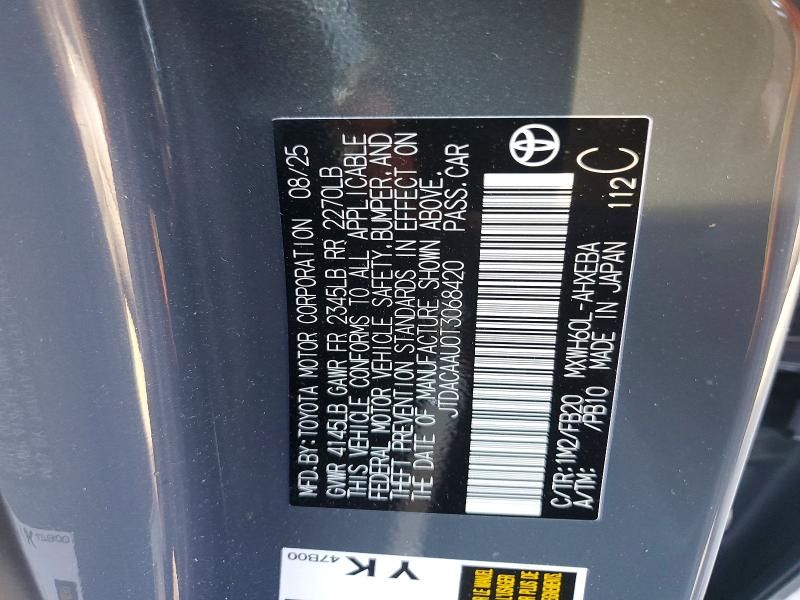 MFD.BY:TOYOTA MOTOR CORPORATION 08/25
GVWR 4145LB GAWR FR 2345LB RR 2270LB
THIS VEHICLE CONFORMS TO ALL APPLICABLE
FEDERAL MOTOR VEHICLE SAFETY, BUMPER, AND
THEFT PREVENTION STANDARDS IN EFFECT ON
THE DATE OF MANUFACTURE SHOWN ABOVE.
JTDACAAU0T3068420 PASS.CAR
C/TR:1M2/FB20 MXWH60L-AHXEBA
A/TM: /PB10 MADE IN JAPAN 112 C
Y K 47B00